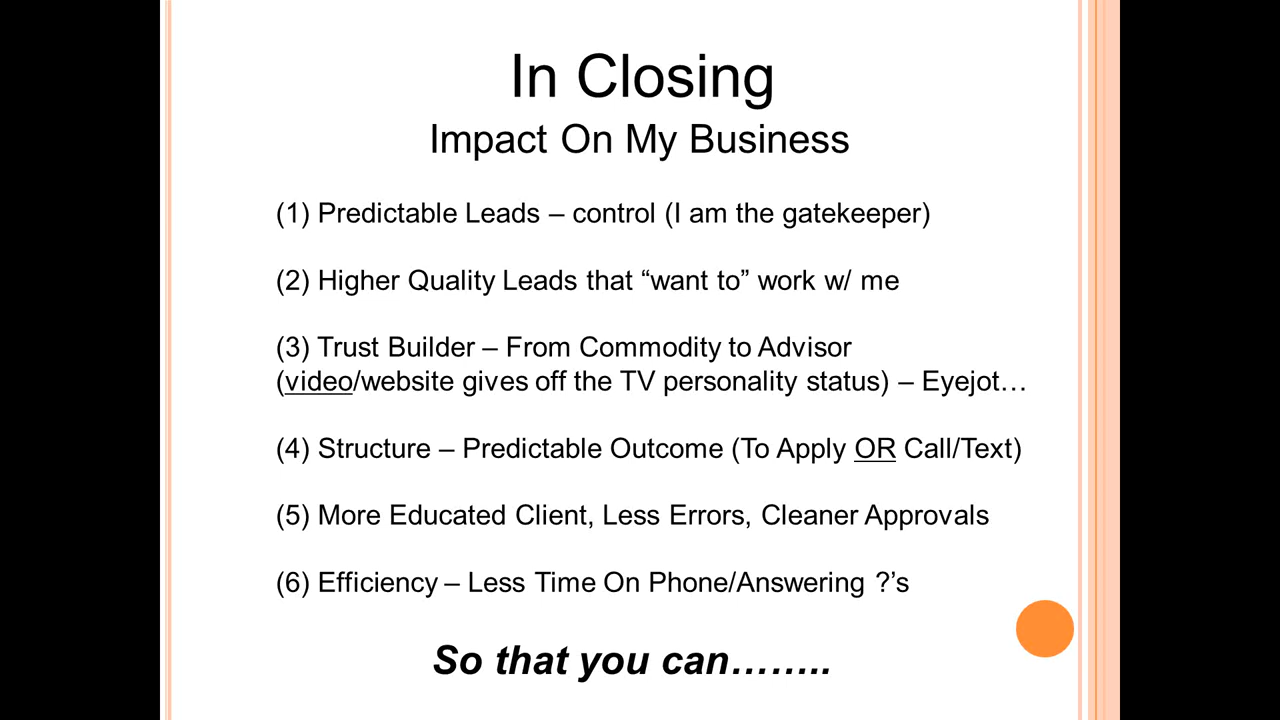 In Closing
Impact On My Business
(1) Predictable Leads – control (I am the gatekeeper)
(2) Higher Quality Leads that “want to” work w/ me
(3) Trust Builder – From Commodity to Advisor
(video/website gives off the TV personality status) – Eyejot…
(4) Structure – Predictable Outcome (To Apply OR Call/Text)
(5) More Educated Client, Less Errors, Cleaner Approvals
(6) Efficiency – Less Time On Phone/Answering ?’s
So that you can……..